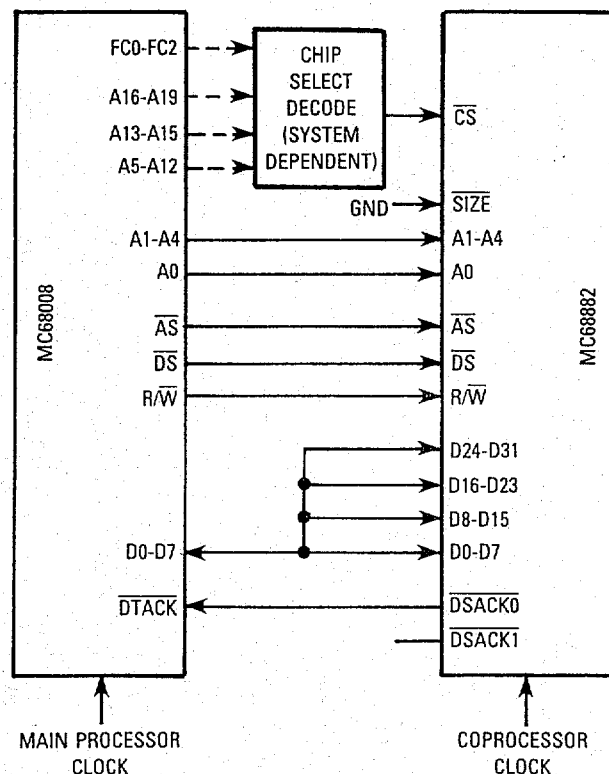 FC0-FC2
A16-A19
A13-A15
A5-A12
CHIP
SELECT
DECODE
(SYSTEM
DEPENDENT)
CS
GND
SIZE
A1-A4
A1-A4
A0
A0
MC68008
MC68882
AS
AS
DS
DS
R/W
R/W
D24-D31
D16-D23
D8-D15
D0-D7
D0-D7
DTACK
DSACK0
DSACK1
MAIN PROCESSOR
CLOCK
COPROCESSOR
CLOCK